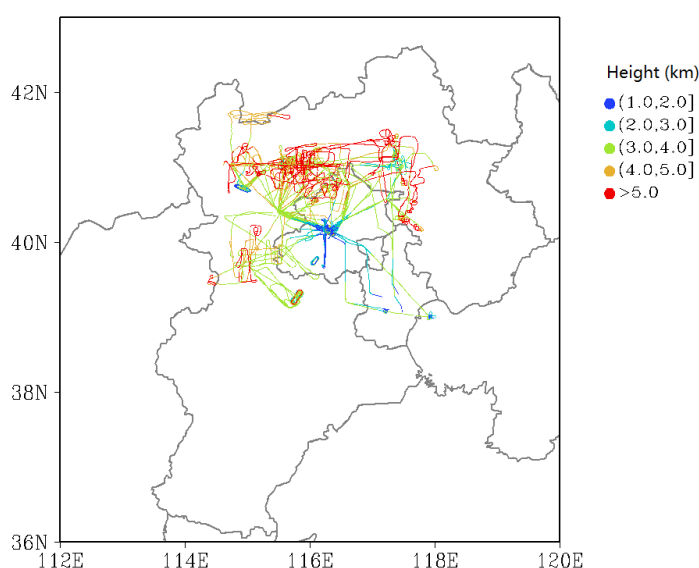 42N
40N
38N
36N
112E
114E
116E
118E
120E
Height (km)
(1.0,2.0]
(2.0,3.0]
(3.0,4.0]
(4.0,5.0]
>5.0